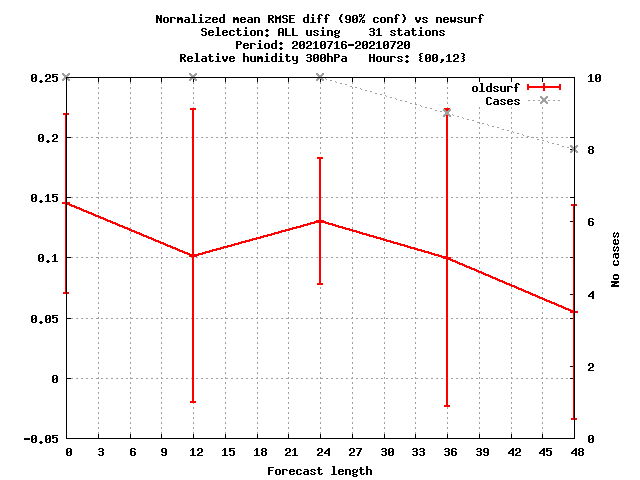 Normalized mean RMSE diff (90% conf) vs newsurf
Selection: ALL using    31 stations
Period: 20210716-20210720
Relative humidity 300hPa   Hours: {00,12}
oldsurf
Cases
0.25
0.2
0.15
0.1
0.05
0
-0.05
10
8
6
4
2
0
No cases
0 3 6 9 12 15 18 21 24 27 30 33 36 39 42 45 48
Forecast length